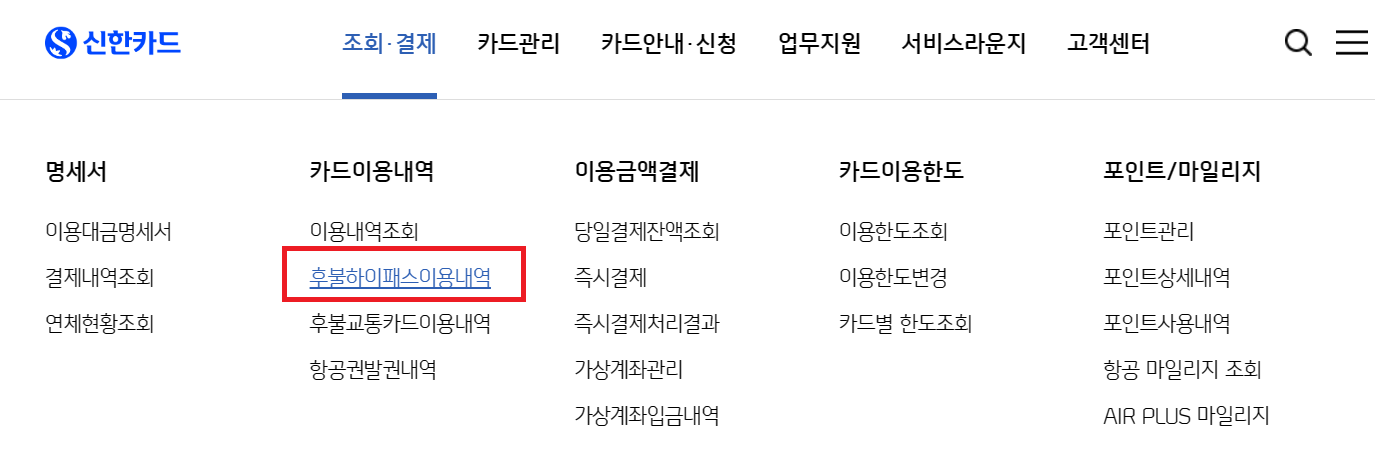 신한카드
조회·결제 카드관리 카드안내·신청 업무지원 서비스라운지 고객센터
명세서
이용대금명세서
결제내역조회
연체현황조회
카드이용내역
이용내역조회
후불하이패스이용내역
후불교통카드이용내역
항공권발권내역
이용금액결제
당일결제잔액조회
즉시결제
즉시결제처리결과
가상계좌관리
가상계좌입금내역
카드이용한도
이용한도조회
이용한도변경
카드별 한도조회
포인트/마일리지
포인트관리
포인트상세내역
포인트사용내역
항공 마일리지 조회
AIR PLUS 마일리지